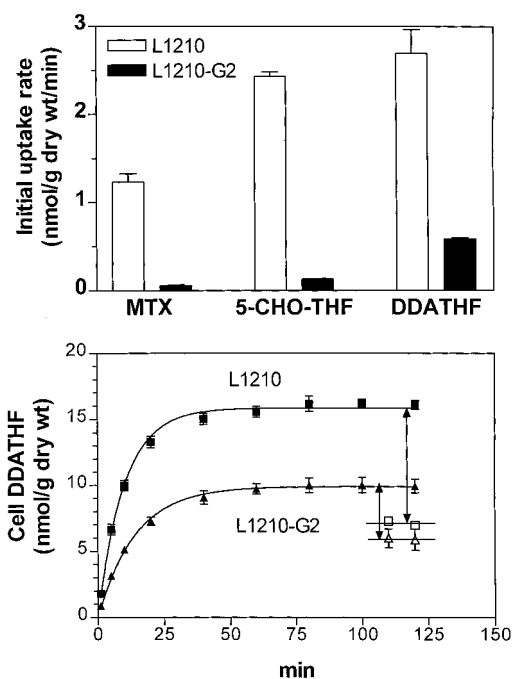 3
2
1
0
Initial uptake rate
(nmol/g dry wt/min)
L1210
L1210-G2
MTX 5-CHO-THF DDATHF
20
15
10
5
0
Cell DDATHF
(nmol/g dry wt)
L1210
L1210-G2
0 25 50 75 100 125 150
min